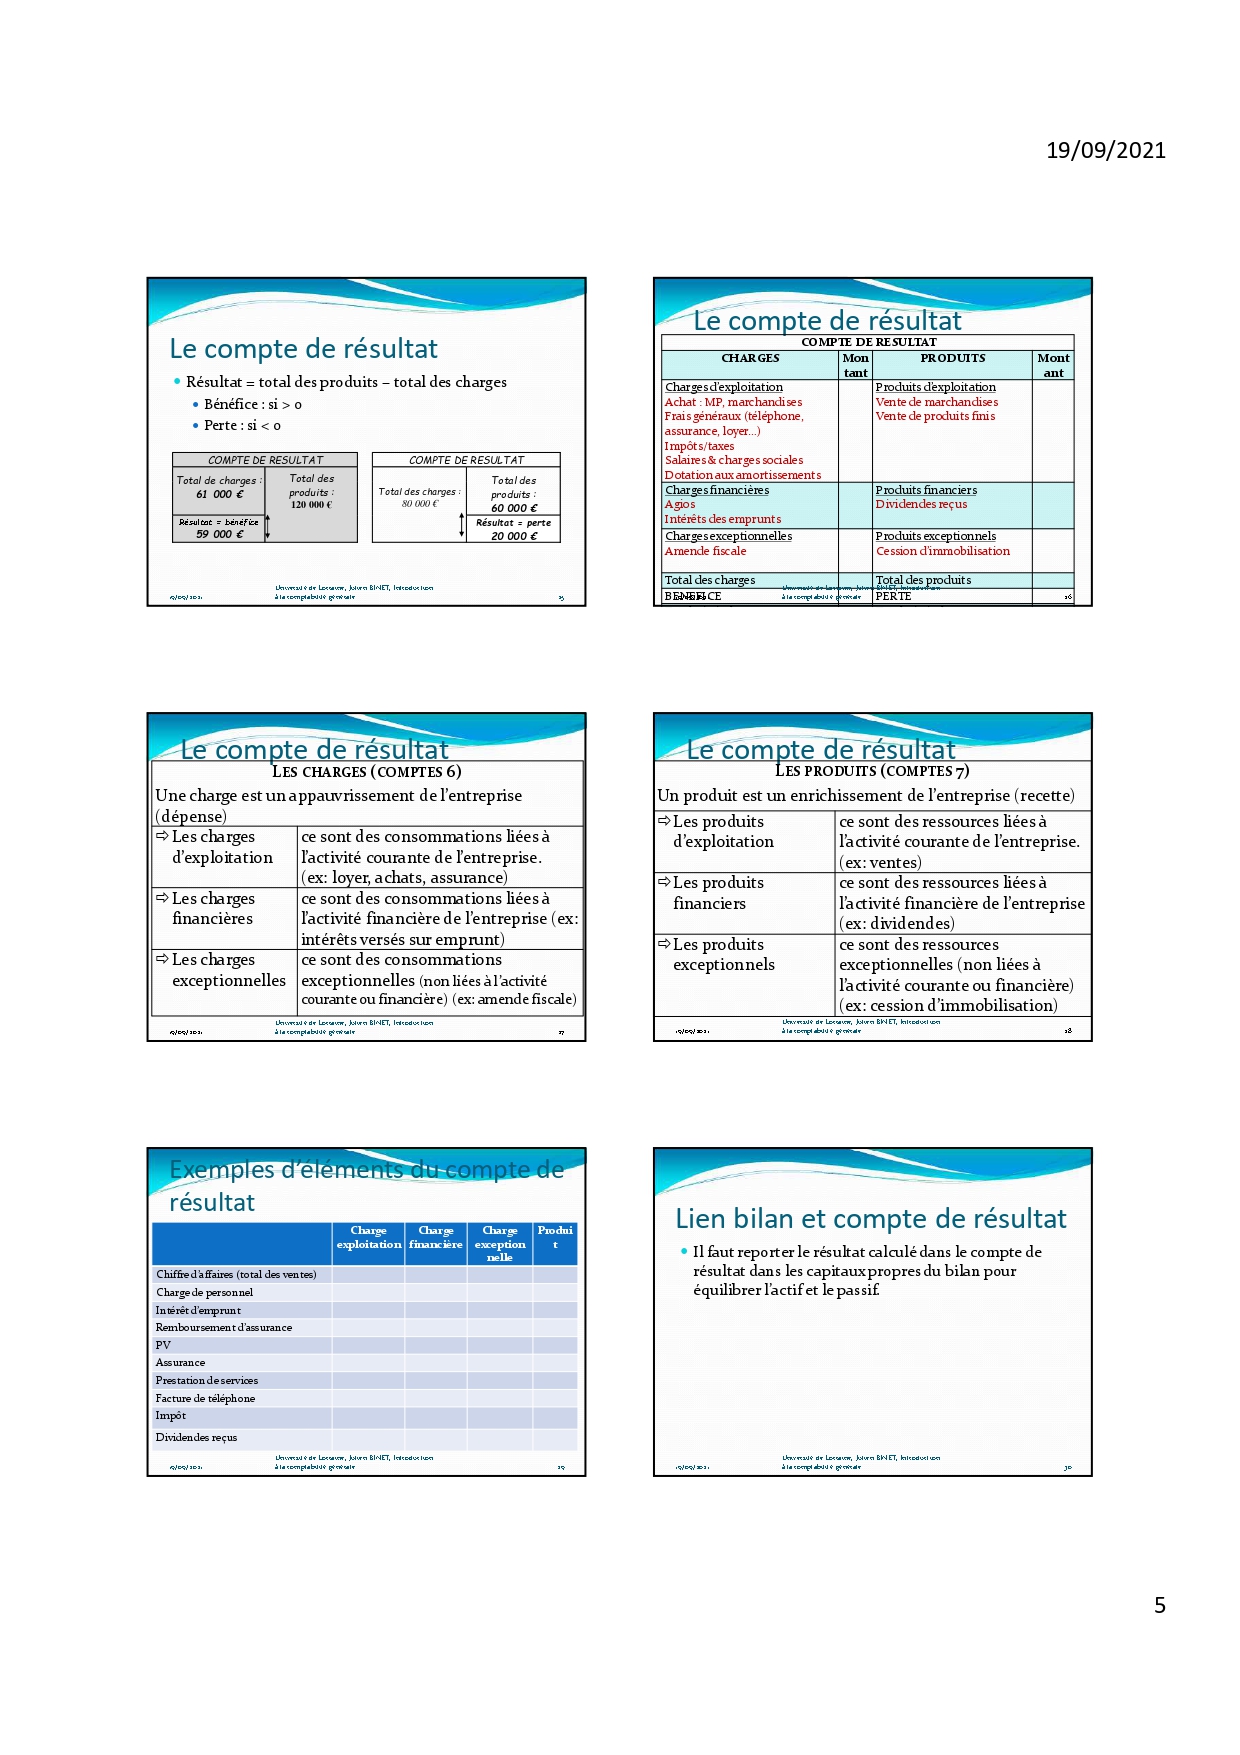 19/09/2021
Le compte de résultat
Résultat = total des produits – total des charges
Bénéfice : si > 0
Perte : si < 0
COMPTE DE RESULTAT
Total de charges :
61 000 €
Total des
produits :
120 000 €
Résultat = bénéfice
59 000 €
COMPTE DE RESULTAT
Total des charges :
80 000 €
Total des
produits :
60 000 €
Résultat = perte
20 000 €
19/09/2021
Université de Lorraine, Julien BINET, Introduction
à la comptabilité générale
25
Le compte de résultat
COMPTE DE RESULTAT
CHARGES
Mon
tant
PRODUITS
Mont
ant
Charges d'exploitation
Achat : MP, marchandises
Frais généraux (téléphone,
assurance, loyer…)
Impôts/taxes
Salaires & charges sociales
Dotation aux amortissements
Produits d'exploitation
Vente de marchandises
Vente de produits finis
Charges financières
Agios
Intérêts des emprunts
Produits financiers
Dividendes reçus
Charges exceptionnelles
Amende fiscale
Produits exceptionnels
Cession d'immobilisation
Total des charges
Total des produits
BENEFICE
PERTE
Université de Lorraine, Julien BINET, Introduction
à la comptabilité générale
26
Le compte de résultat
LES CHARGES (COMPTES 6)
Une charge est un appauvrissement de l'entreprise
(dépense)
⇨ Les charges
d'exploitation
ce sont des consommations liées à
l'activité courante de l'entreprise.
(ex: loyer, achats, assurance)
⇨ Les charges
financières
ce sont des consommations liées à
l'activité financière de l'entreprise (ex:
intérêts versés sur emprunt)
⇨ Les charges
exceptionnelles
ce sont des consommations
exceptionnelles (non liées à l'activité
courante ou financière) (ex: amende fiscale)
19/09/2021
Université de Lorraine, Julien BINET, Introduction
à la comptabilité générale
27
Le compte de résultat
LES PRODUITS (COMPTES 7)
Un produit est un enrichissement de l'entreprise (recette)
⇨ Les produits
d'exploitation
ce sont des ressources liées à
l'activité courante de l'entreprise.
(ex: ventes)
⇨ Les produits
financiers
ce sont des ressources liées à
l'activité financière de l'entreprise
(ex: dividendes)
⇨ Les produits
exceptionnels
ce sont des ressources
exceptionnelles (non liées à
l'activité courante ou financière)
(ex: cession d'immobilisation)
19/09/2021
Université de Lorraine, Julien BINET, Introduction
à la comptabilité générale
28
Exemples d'éléments du compte de
résultat
Charge
exploitation
Charge
financière
Charge
exception
nelle
Produi
t
Chiffre d'affaires (total des ventes)
Charge de personnel
Intérêt d'emprunt
Remboursement d'assurance
PV
Assurance
Prestation de services
Facture de téléphone
Impôt
Dividendes reçus
19/09/2021
Université de Lorraine, Julien BINET, Introduction
à la comptabilité générale
29
Lien bilan et compte de résultat
Il faut reporter le résultat calculé dans le compte de
résultat dans les capitaux propres du bilan pour
équilibrer l'actif et le passif.
19/09/2021
Université de Lorraine, Julien BINET, Introduction
à la comptabilité générale
30
5